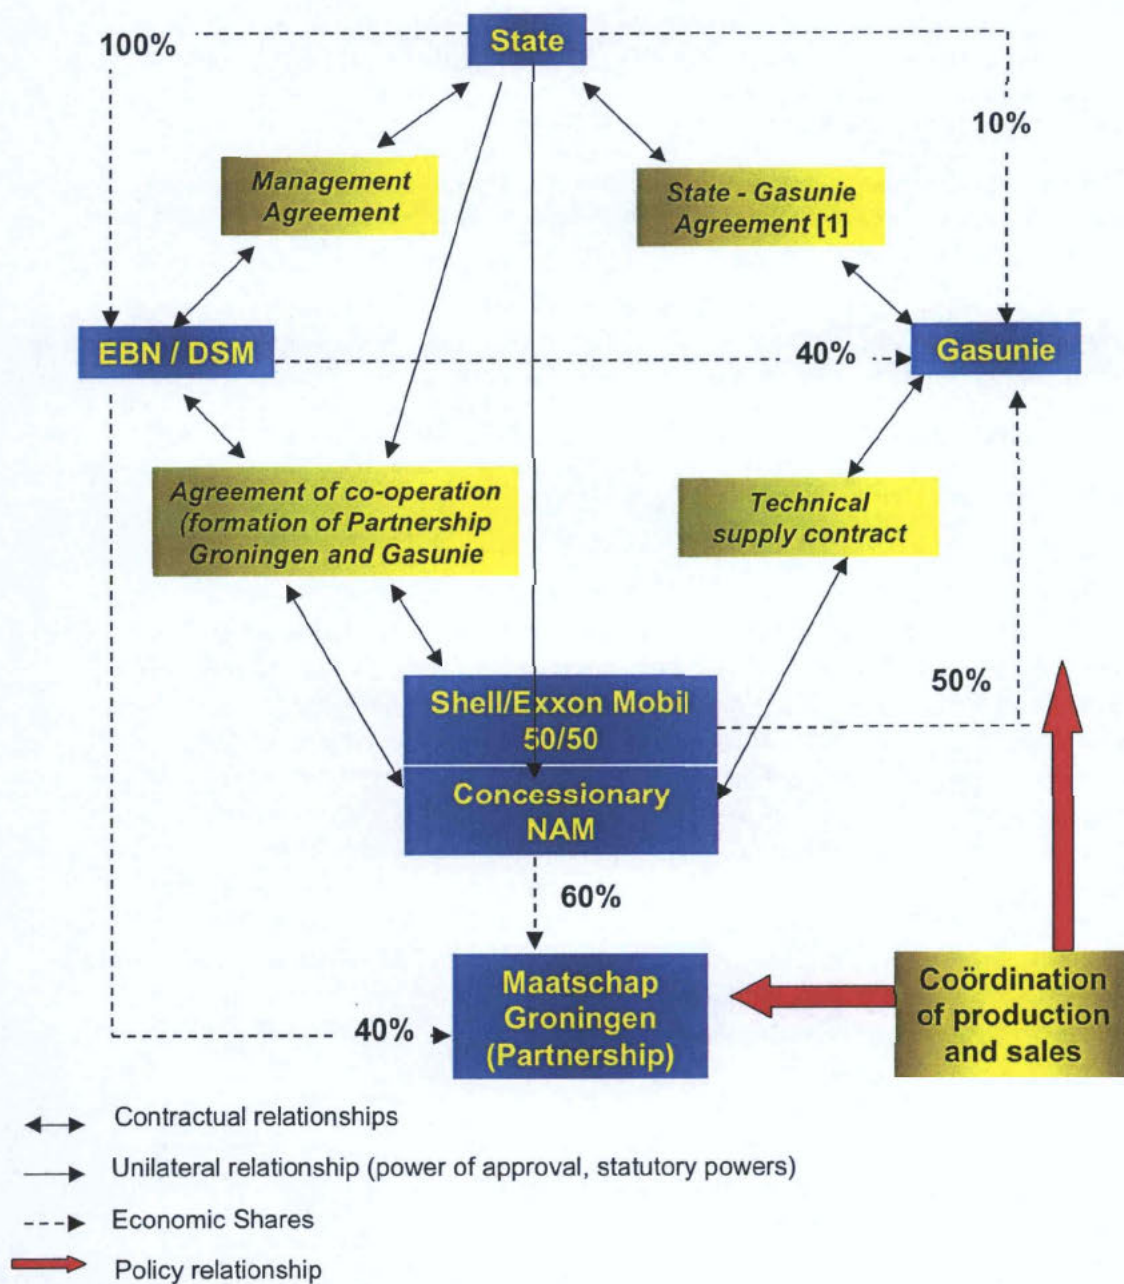 State
100%
10%
Management
Agreement
State - Gasunie
Agreement [1]
EBN / DSM
40%
Gasunie
Agreement of co-operation
(formation of Partnership
Groningen and Gasunie
Technical
supply contract
Shell/Exxon Mobil
50/50
50%
Concessionary
NAM
60%
Maatschap
Groningen
(Partnership)
Coördination
of production
and sales
40%
Contractual relationships
Unilateral relationship (power of approval, statutory powers)
Economic Shares
Policy relationship